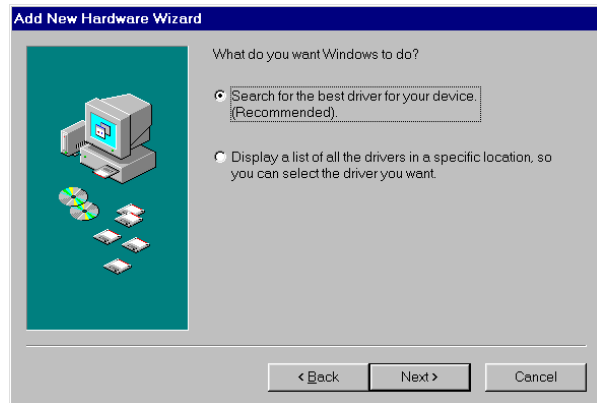 Add New Hardware Wizard
What do you want Windows to do?
Search for the best driver for your device.
(Recommended).
Display a list of all the drivers in a specific location, so
you can select the driver you want.
< Back
Next >
Cancel